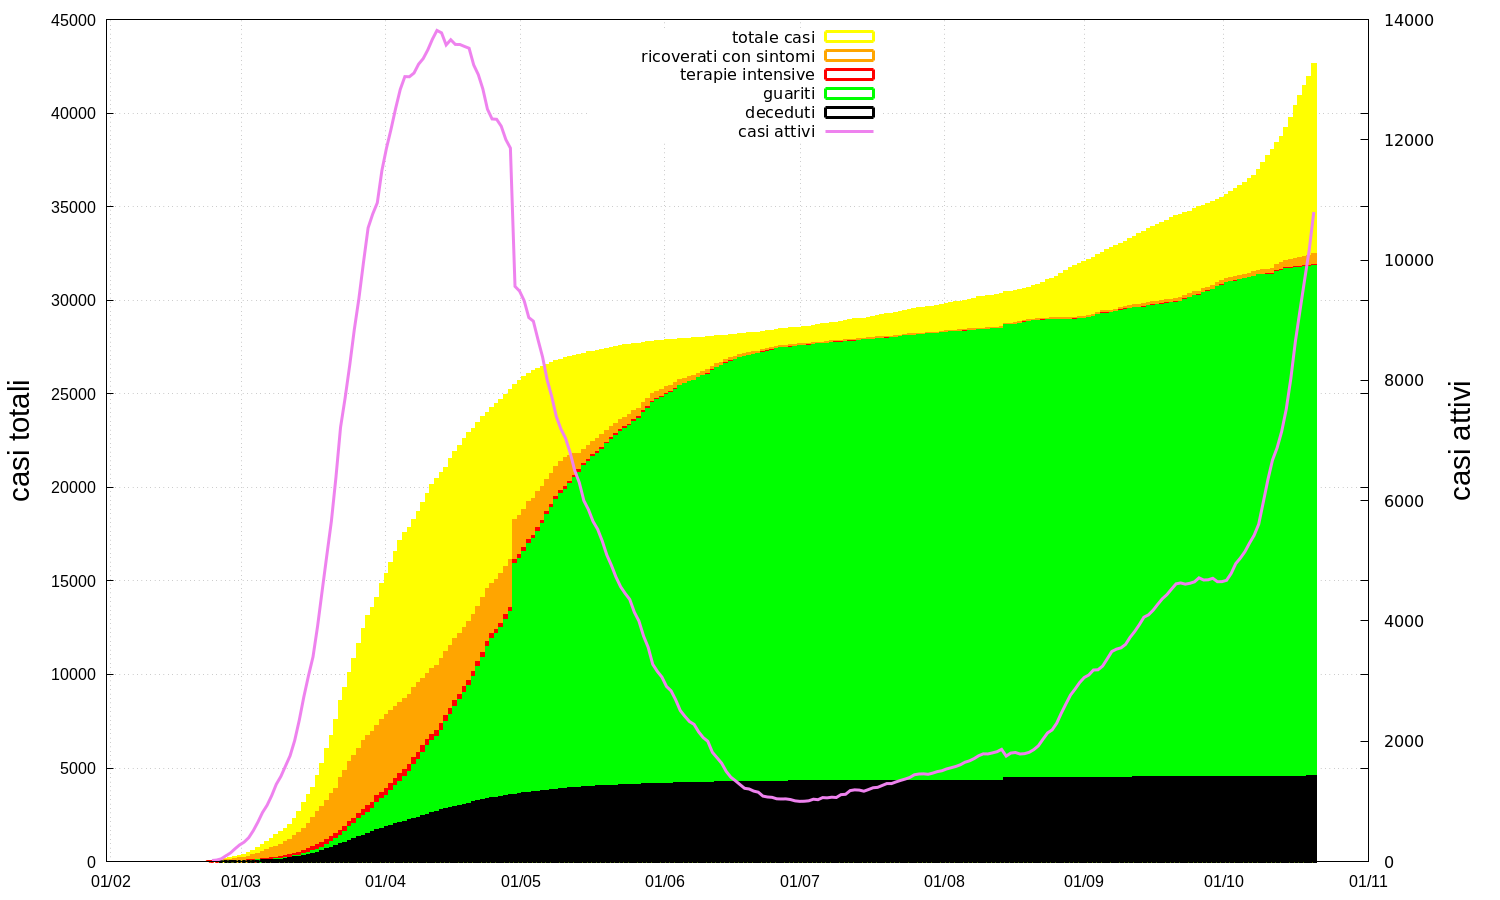 totale casi
ricoverati con sintomi
terapie intensive
guariti
deceduti
casi attivi
casi totali
45000
40000
35000
30000
25000
20000
15000
10000
5000
0
14000
12000
10000
8000
6000
4000
2000
0
casi attivi
01/02 01/03 01/04 01/05 01/06 01/07 01/08 01/09 01/10 01/11